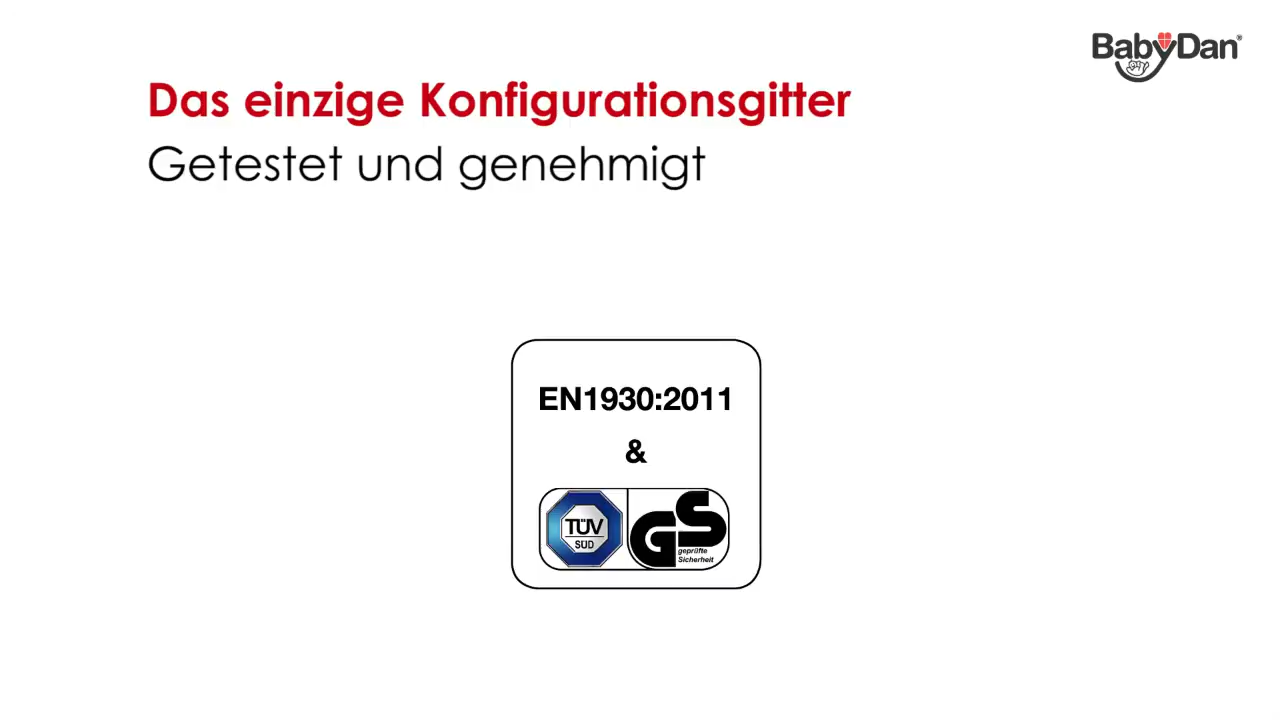 BabyDan®
Das einzige Konfigurationsgitter
Getestet und genehmigt
EN1930:2011
&
TÜV
SÜD
GS
geprüfte
Sicherheit